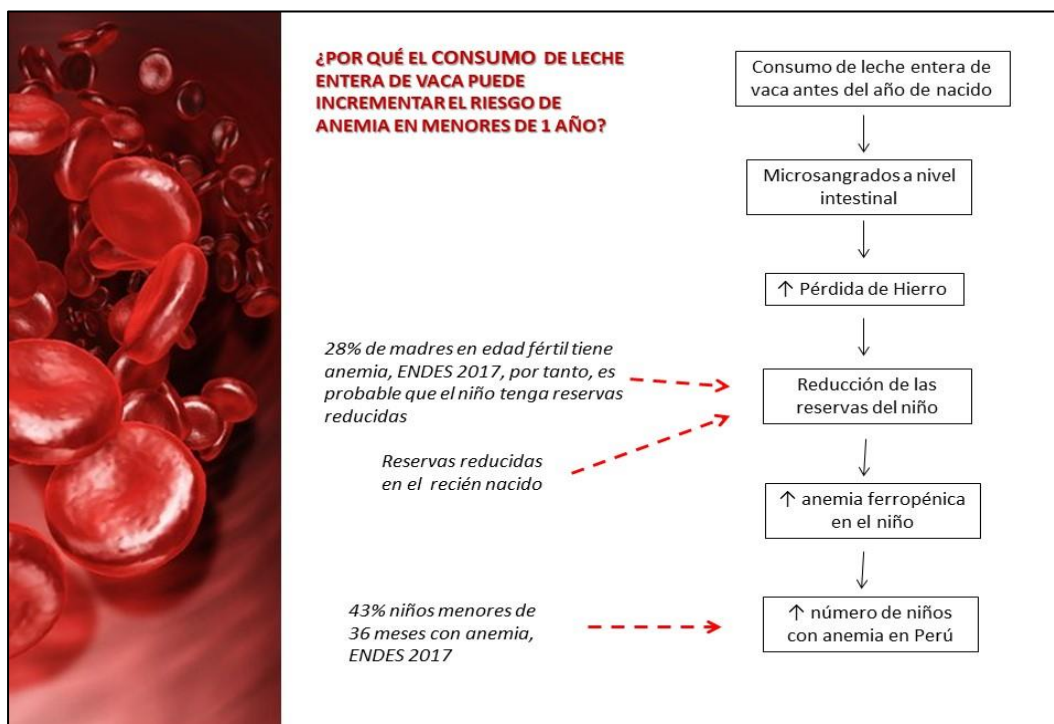 ¿POR QUÉ EL CONSUMO DE LECHE
ENTERA DE VACA PUEDE
INCREMENTAR EL RIESGO DE
ANEMIA EN MENORES DE 1 AÑO?
Consumo de leche entera de
vaca antes del año de nacido
Microsangrados a nivel
intestinal
↑ Pérdida de Hierro
28% de madres en edad fértil tiene
anemia, ENDES 2017, por tanto, es
probable que el niño tenga reservas
reducidas
Reservas reducidas
en el recién nacido
Reducción de las
reservas del niño
↑ anemia ferropénica
en el niño
43% niños menores de
36 meses con anemia,
ENDES 2017
↑ número de niños
con anemia en Perú